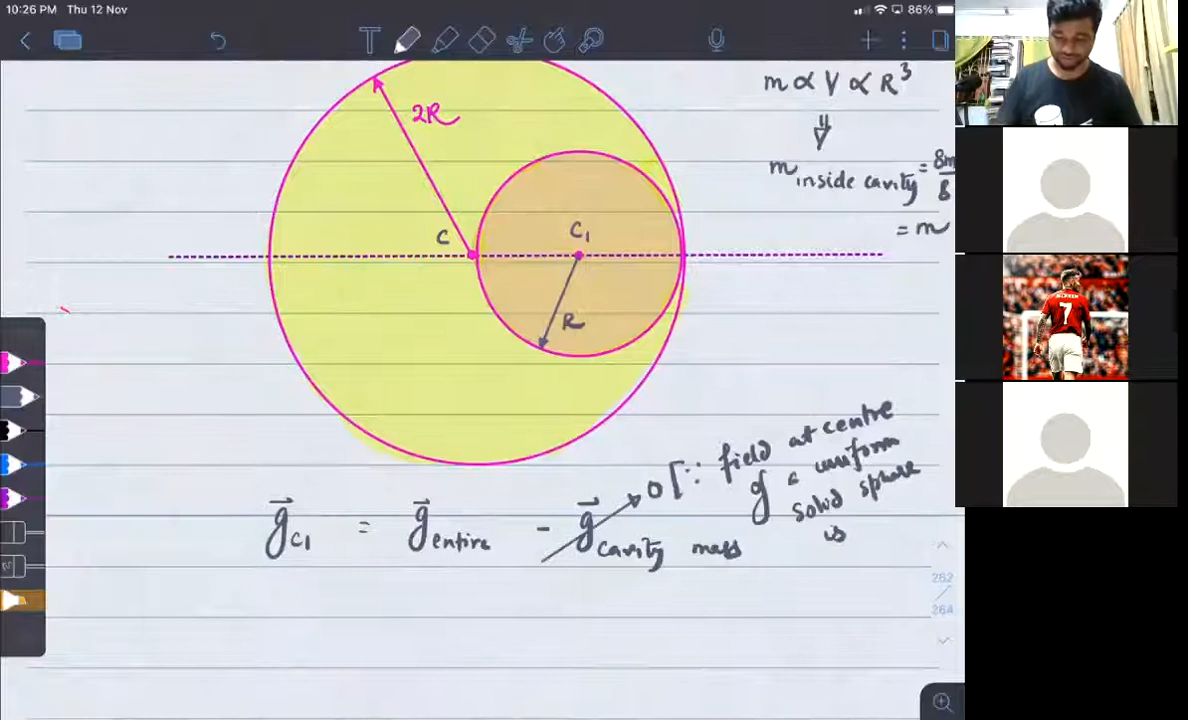 10:26 PM Thu 12 Nov
86%
T
m ∝ V ∝ R³
⇓
m inside cavity = 8m/8
= m
2R
C
C₁
R
g⃗ C₁ = g⃗ entire - g⃗ cavity mass → 0 [∵ field at centre
of a uniform
solid sphere
is
262
/
264
7